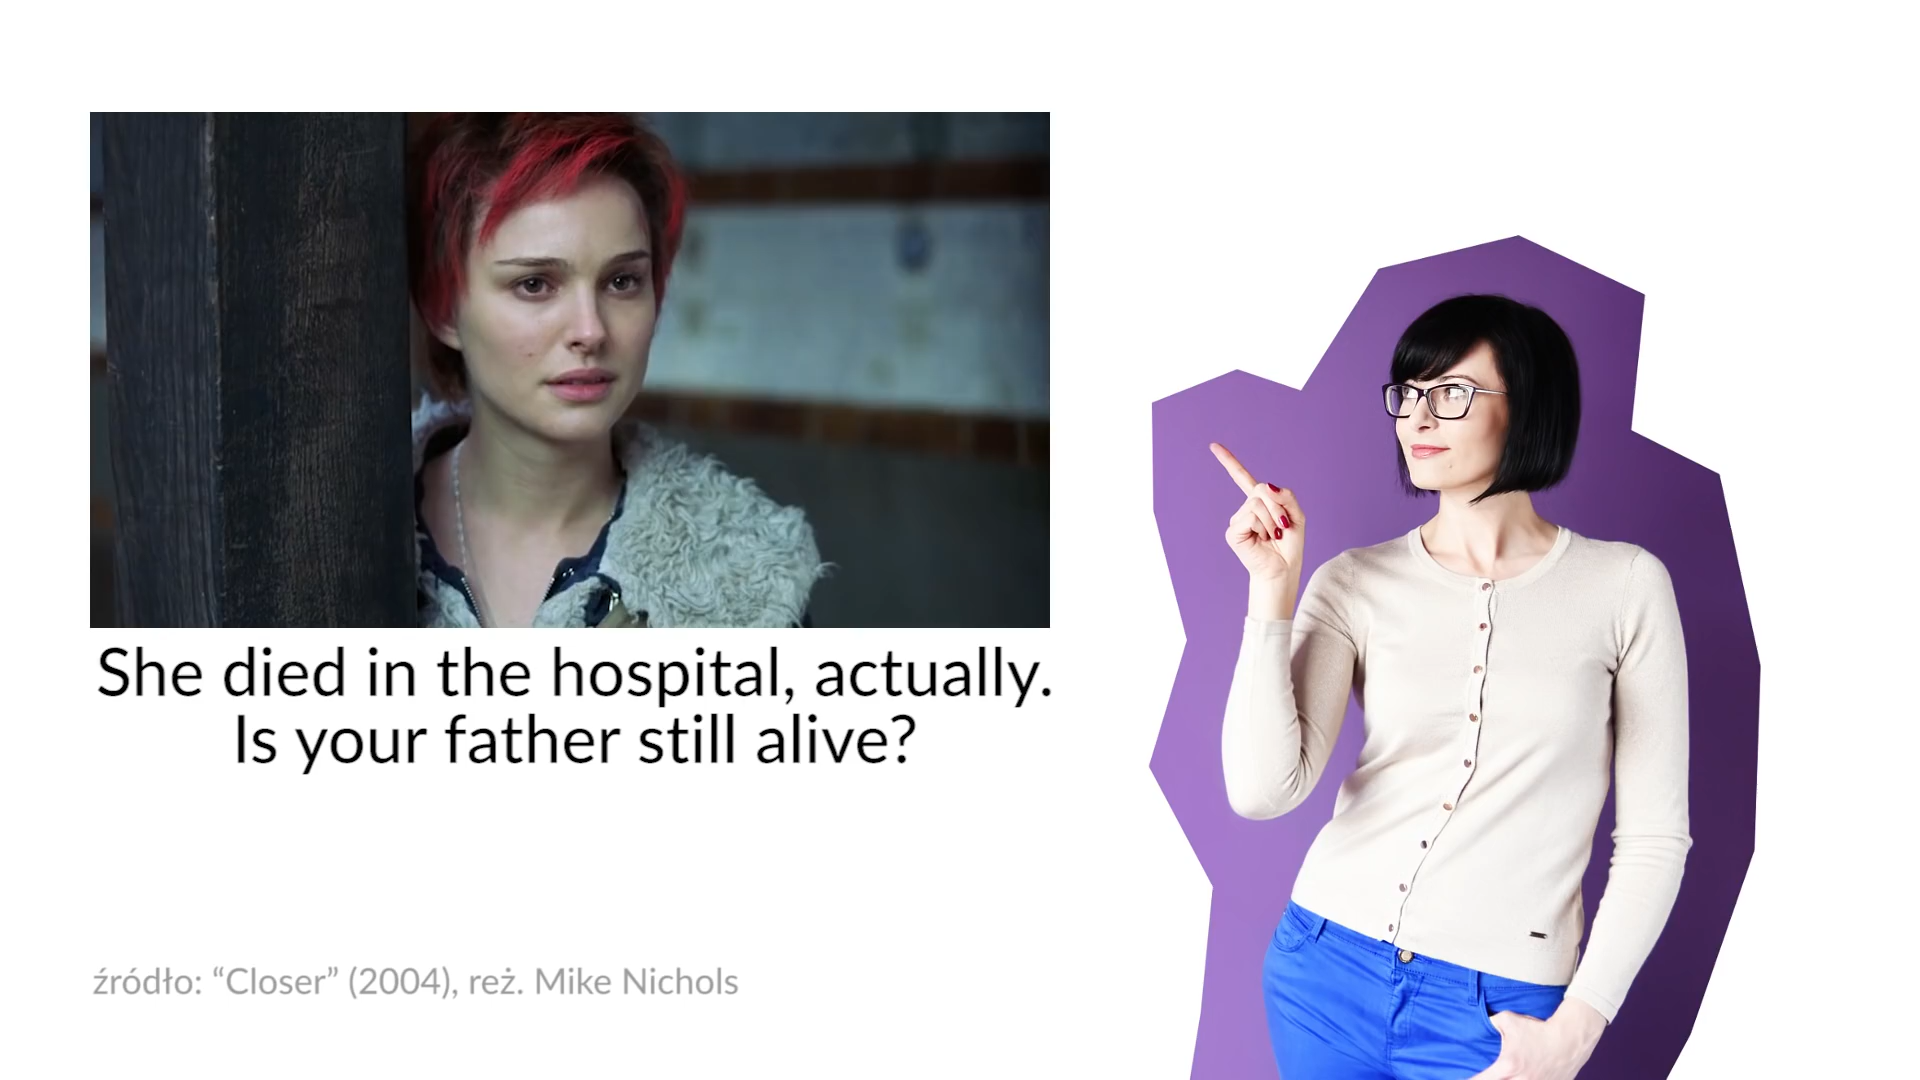 She died in the hospital, actually.
Is your father still alive?
źródło: “Closer” (2004), reż. Mike Nichols